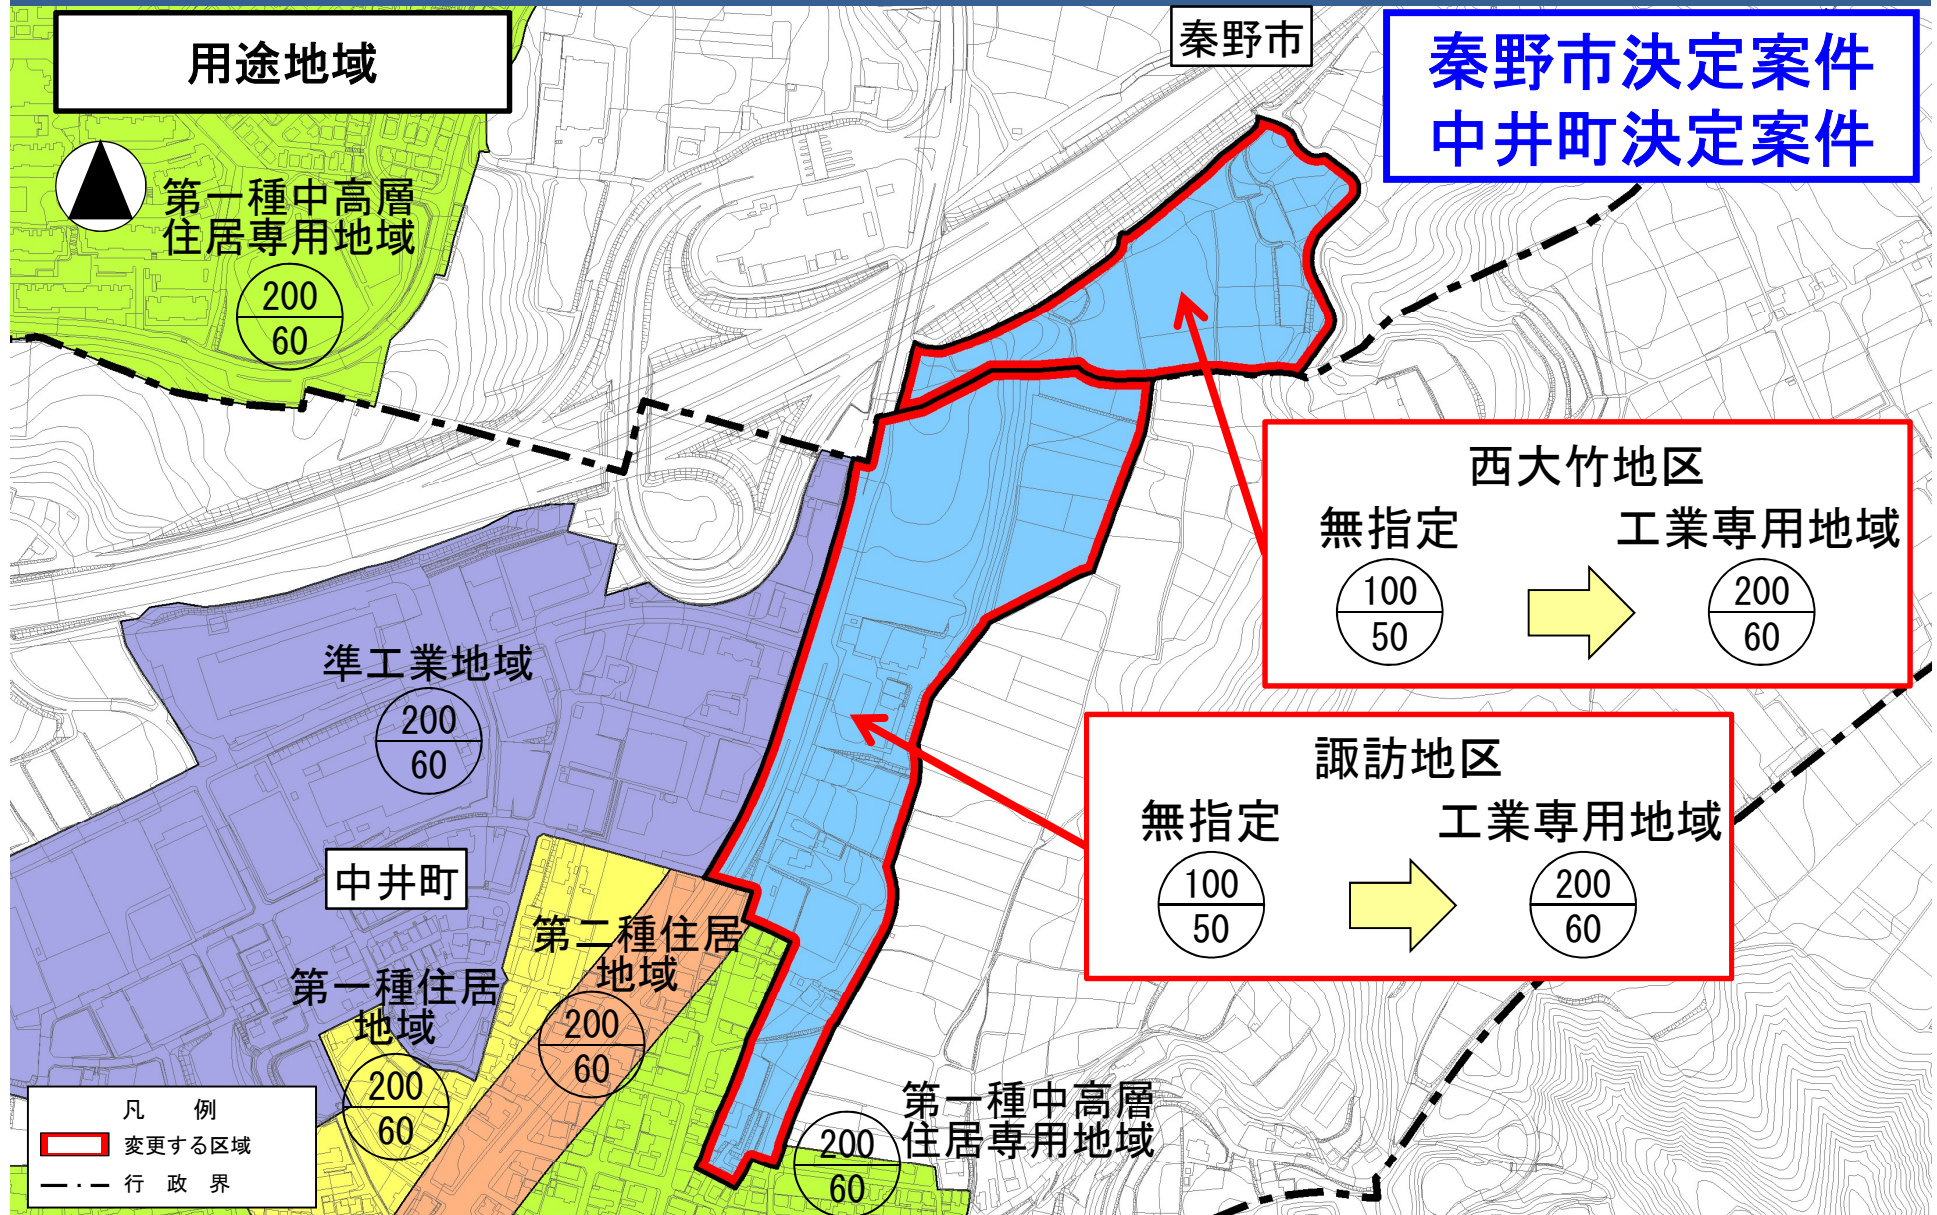 用途地域
秦野市
秦野市決定案件
中井町決定案件
第一種中高層
住居専用地域
200
60
西大竹地区
無指定
工業専用地域
100
50
200
60
諏訪地区
無指定
工業専用地域
100
50
200
60
準工業地域
200
60
中井町
第二種住居
地域
200
60
第一種住居
地域
200
60
第一種中高層
住居専用地域
200
60
凡 例
変更する区域
行 政 界